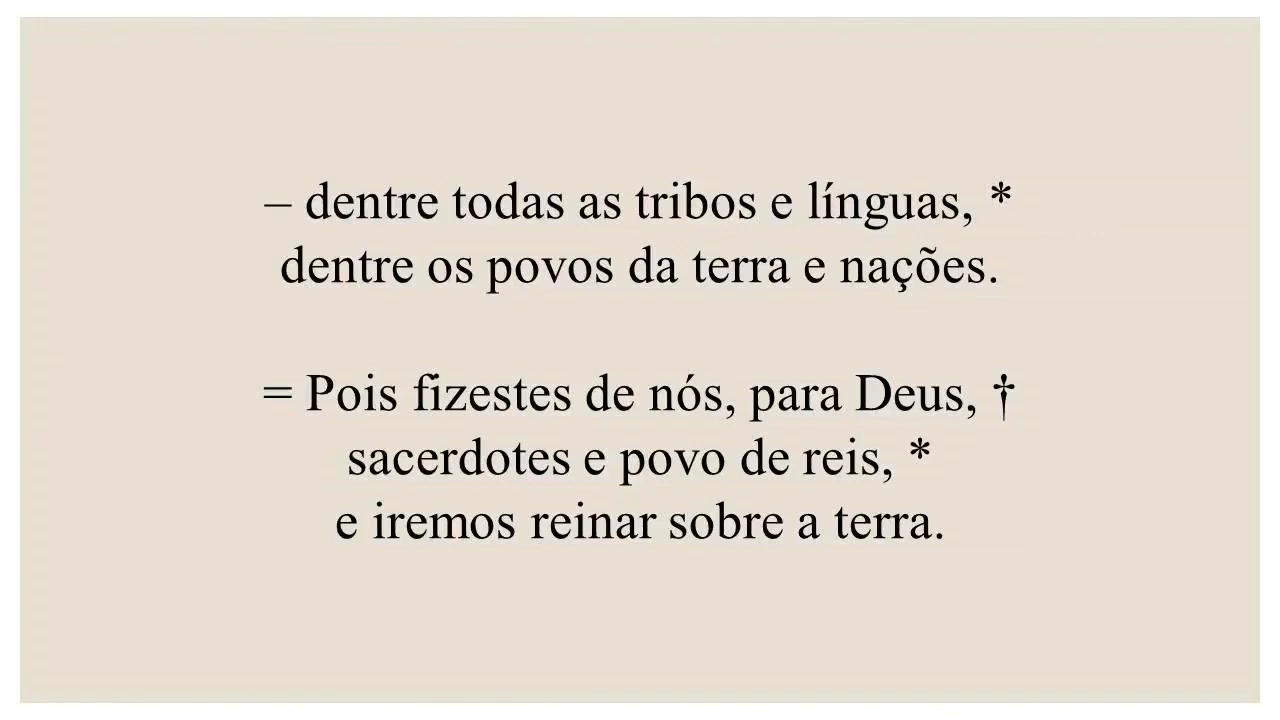 – dentre todas as tribos e línguas, *
dentre os povos da terra e nações.
= Pois fizestes de nós, para Deus, †
sacerdotes e povo de reis, *
e iremos reinar sobre a terra.